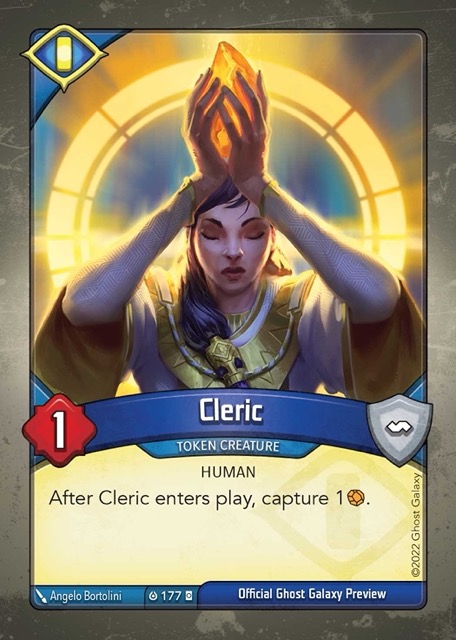 Cleric
1
TOKEN CREATURE
HUMAN
After Cleric enters play, capture 1.
©2022 Ghost Galaxy
Angelo Bortolini
177
Official Ghost Galaxy Preview